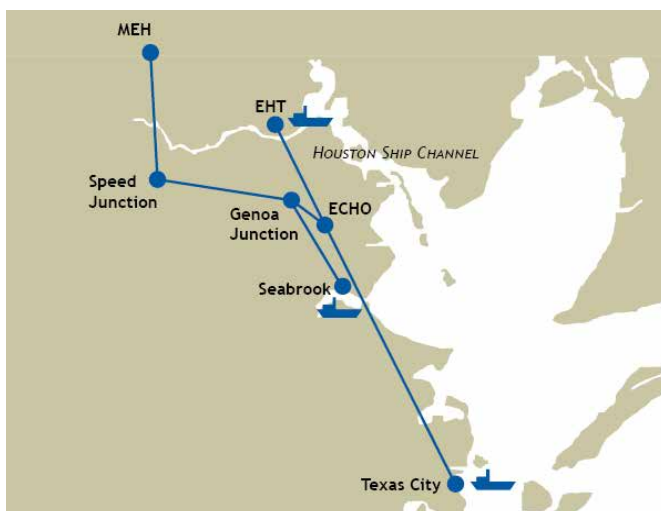 MEH
EHT
HOUSTON SHIP CHANNEL
Speed
Junction
Genoa
Junction
ECHO
Seabrook
Texas City